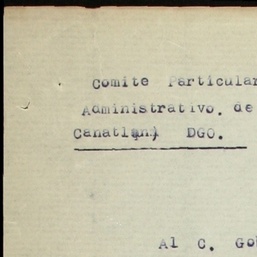 Comite Particular
Administrativo. de
Canatlan) DGO.
Al C. Go